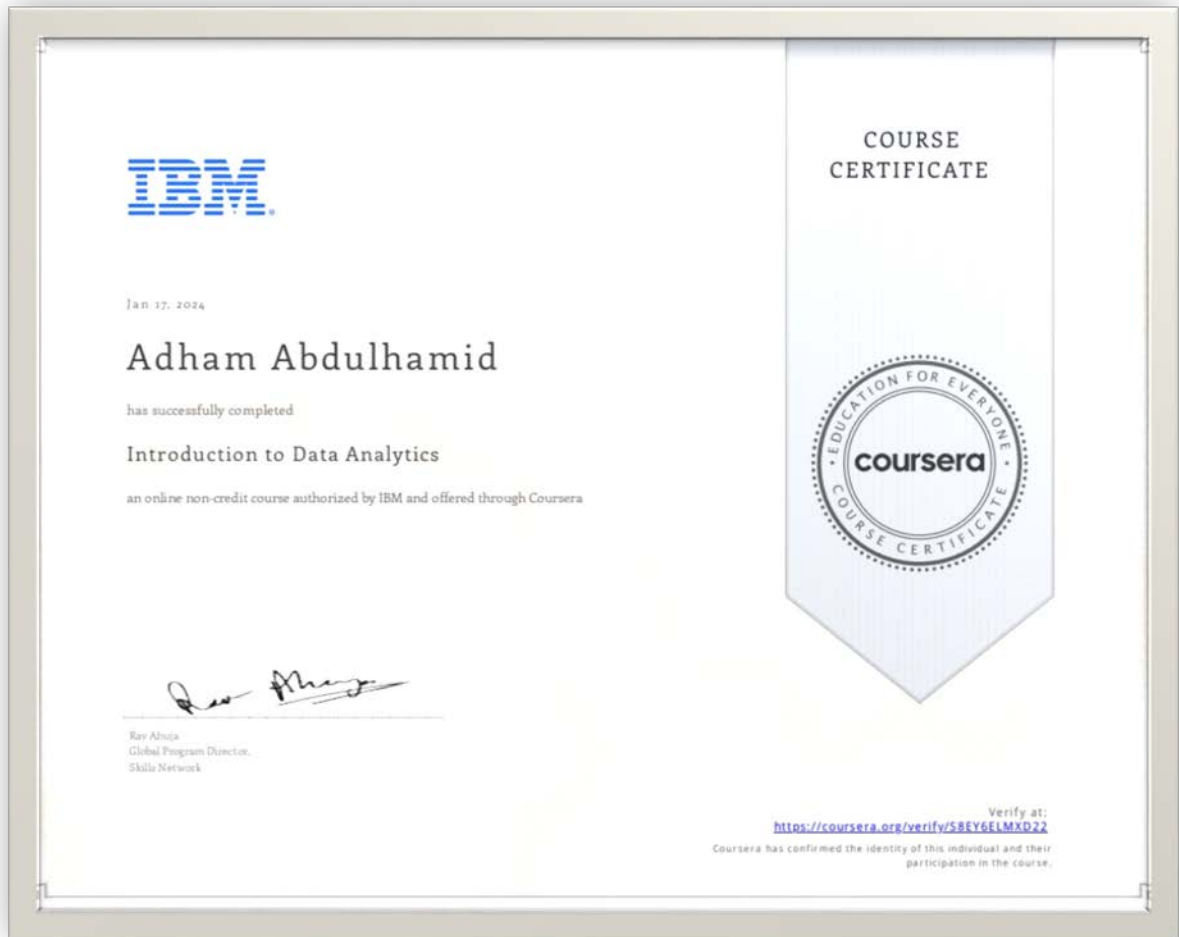 IBM®
Jan 17, 2024
Adham Abdulhamid
has successfully completed
Introduction to Data Analytics
an online non-credit course authorized by IBM and offered through Coursera
Rav Ahuja
Global Program Director,
Skills Network
COURSE
CERTIFICATE
EDUCATION FOR EVERYONE
coursera
COURSE CERTIFICATE
Verify at:
https://coursera.org/verify/S8EY6ELMXD22
Coursera has confirmed the identity of this individual and their
participation in the course.